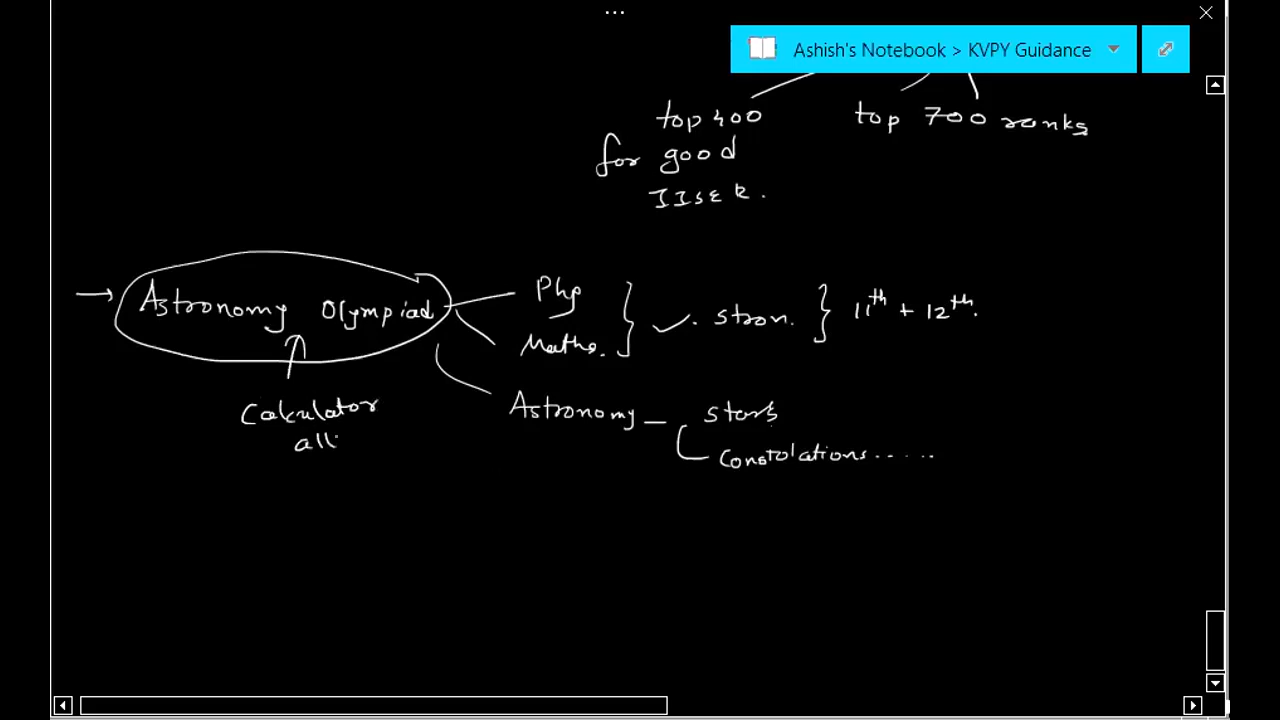 ...
Ashish's Notebook > KVPY Guidance
top 400
for good
IISER.
top 700 ranks
→ Astronomy Olympiad
Phy
Maths.
✓. stron. } 11th + 12th.
Astronomy — stars
Constolations......
Calculator
all